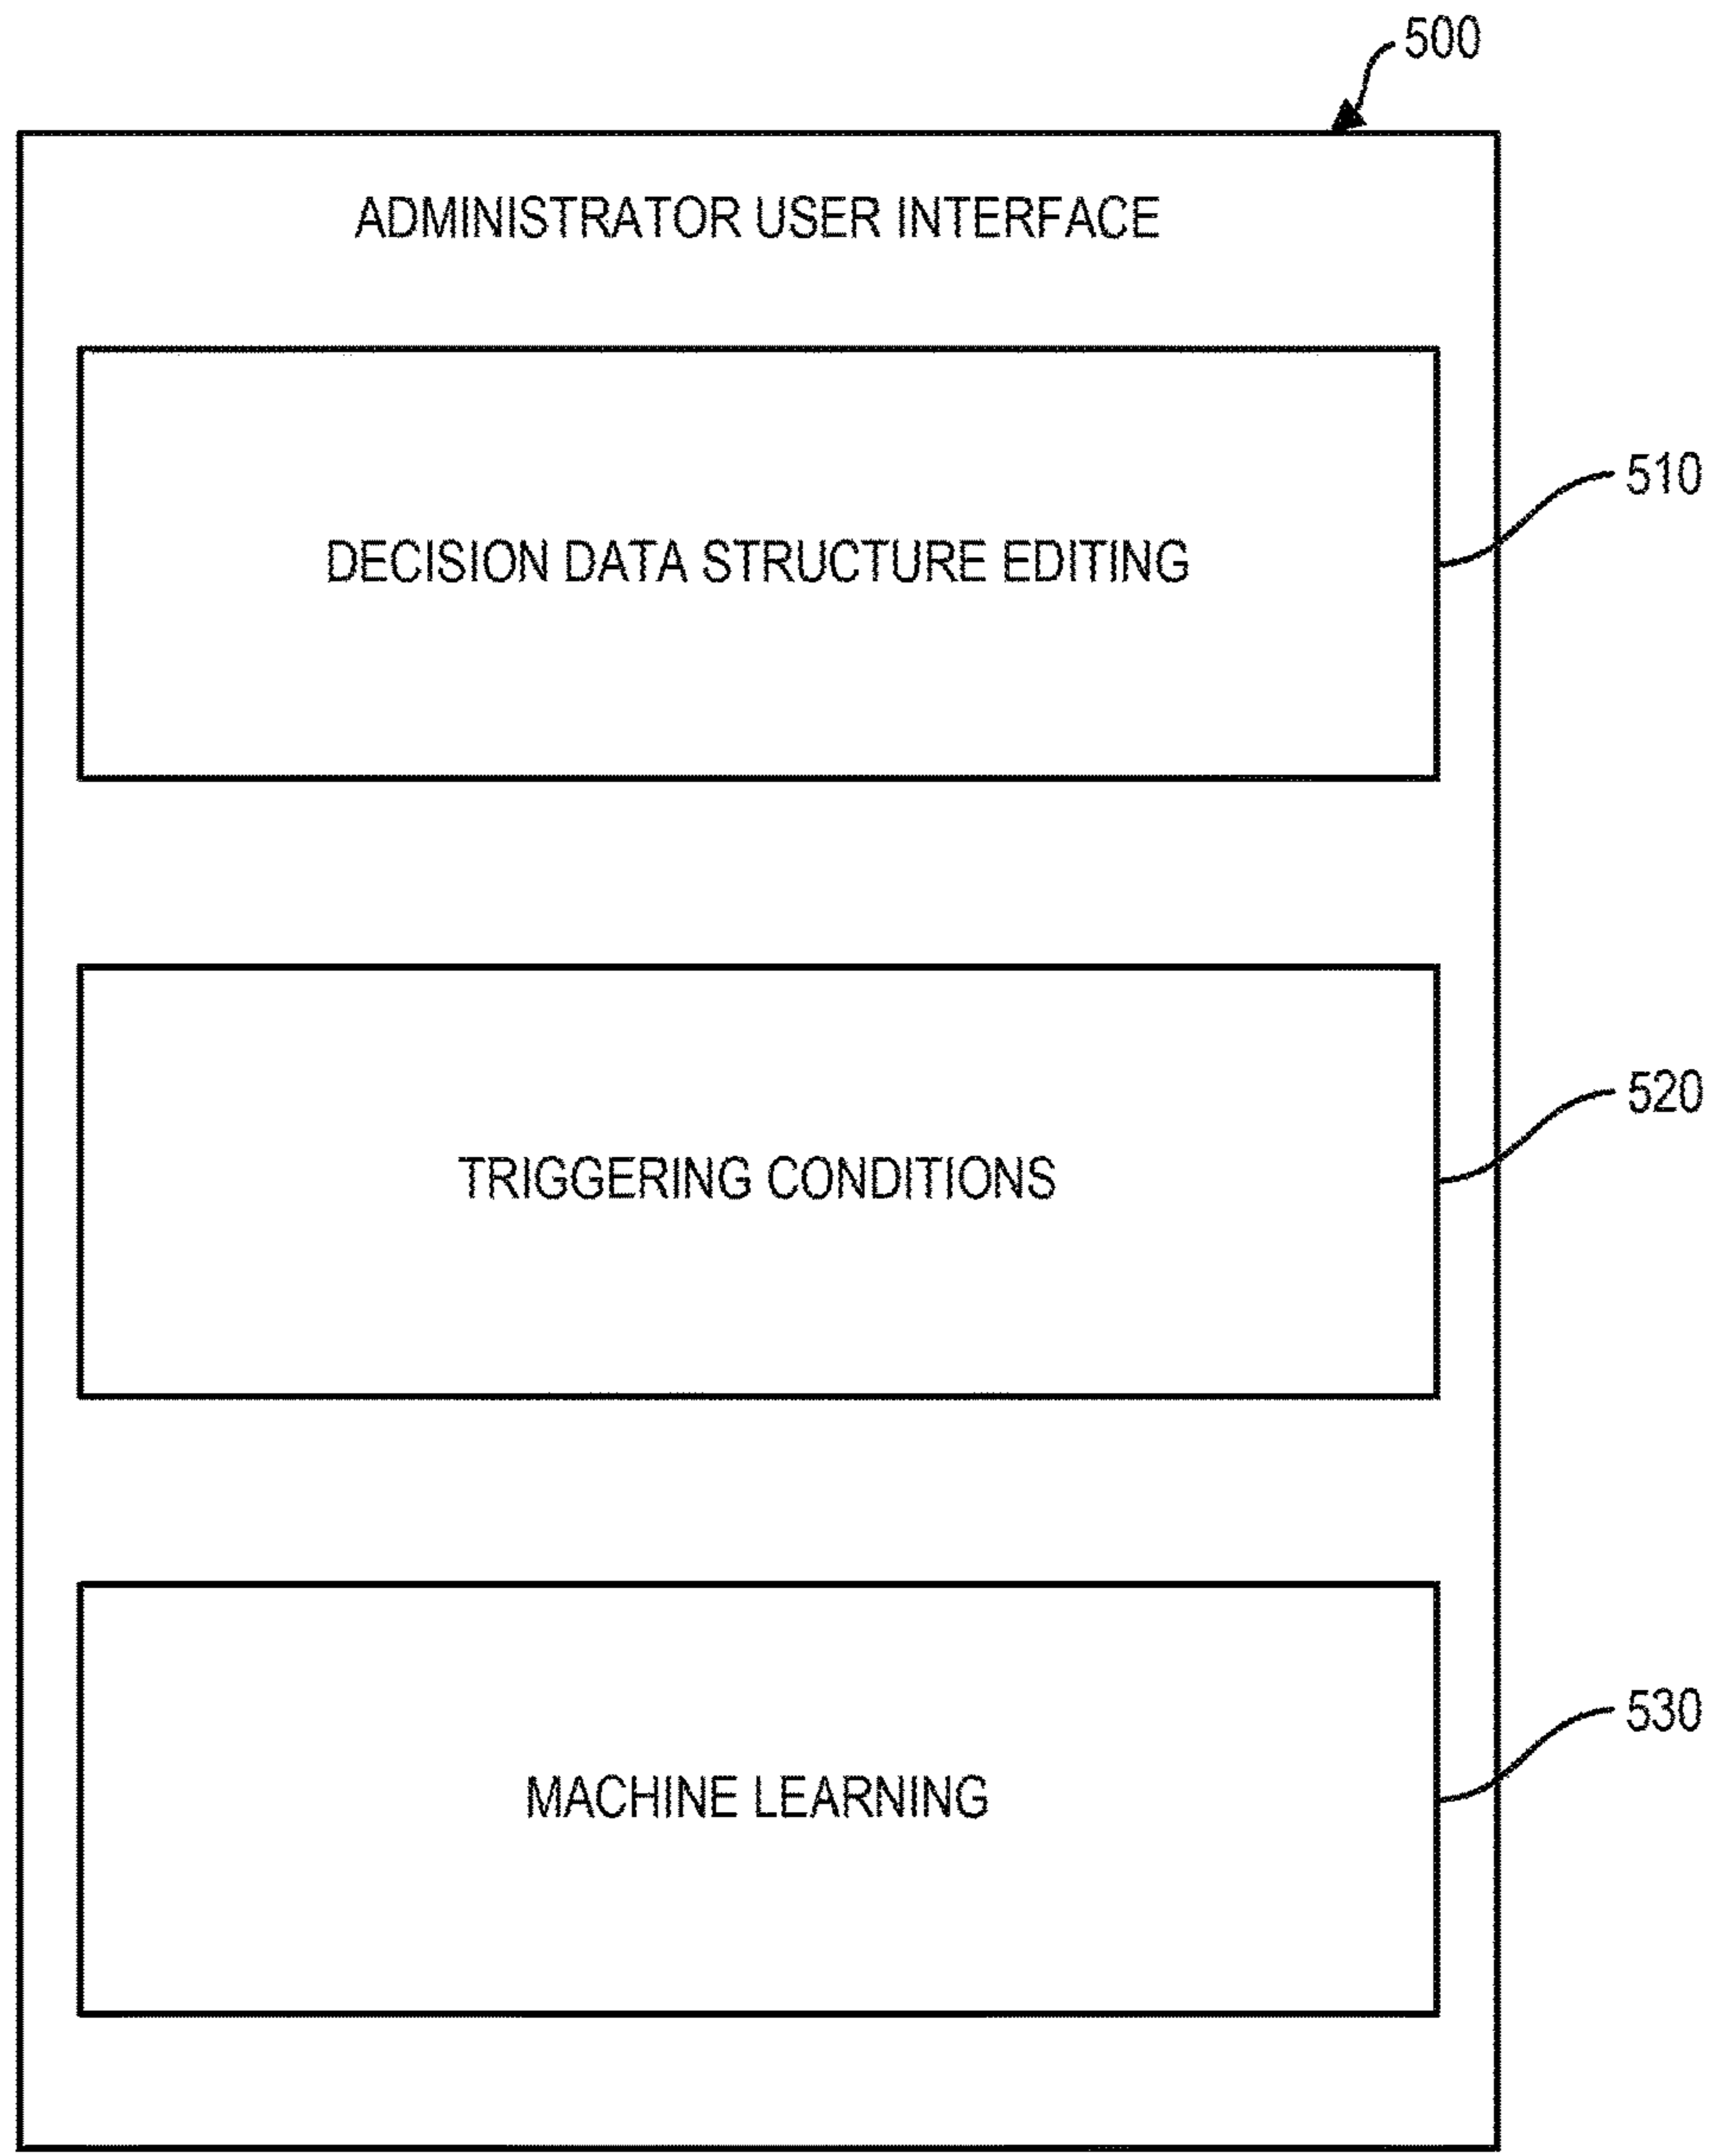 500
ADMINISTRATOR USER INTERFACE
510
DECISION DATA STRUCTURE EDITING
520
TRIGGERING CONDITIONS
530
MACHINE LEARNING